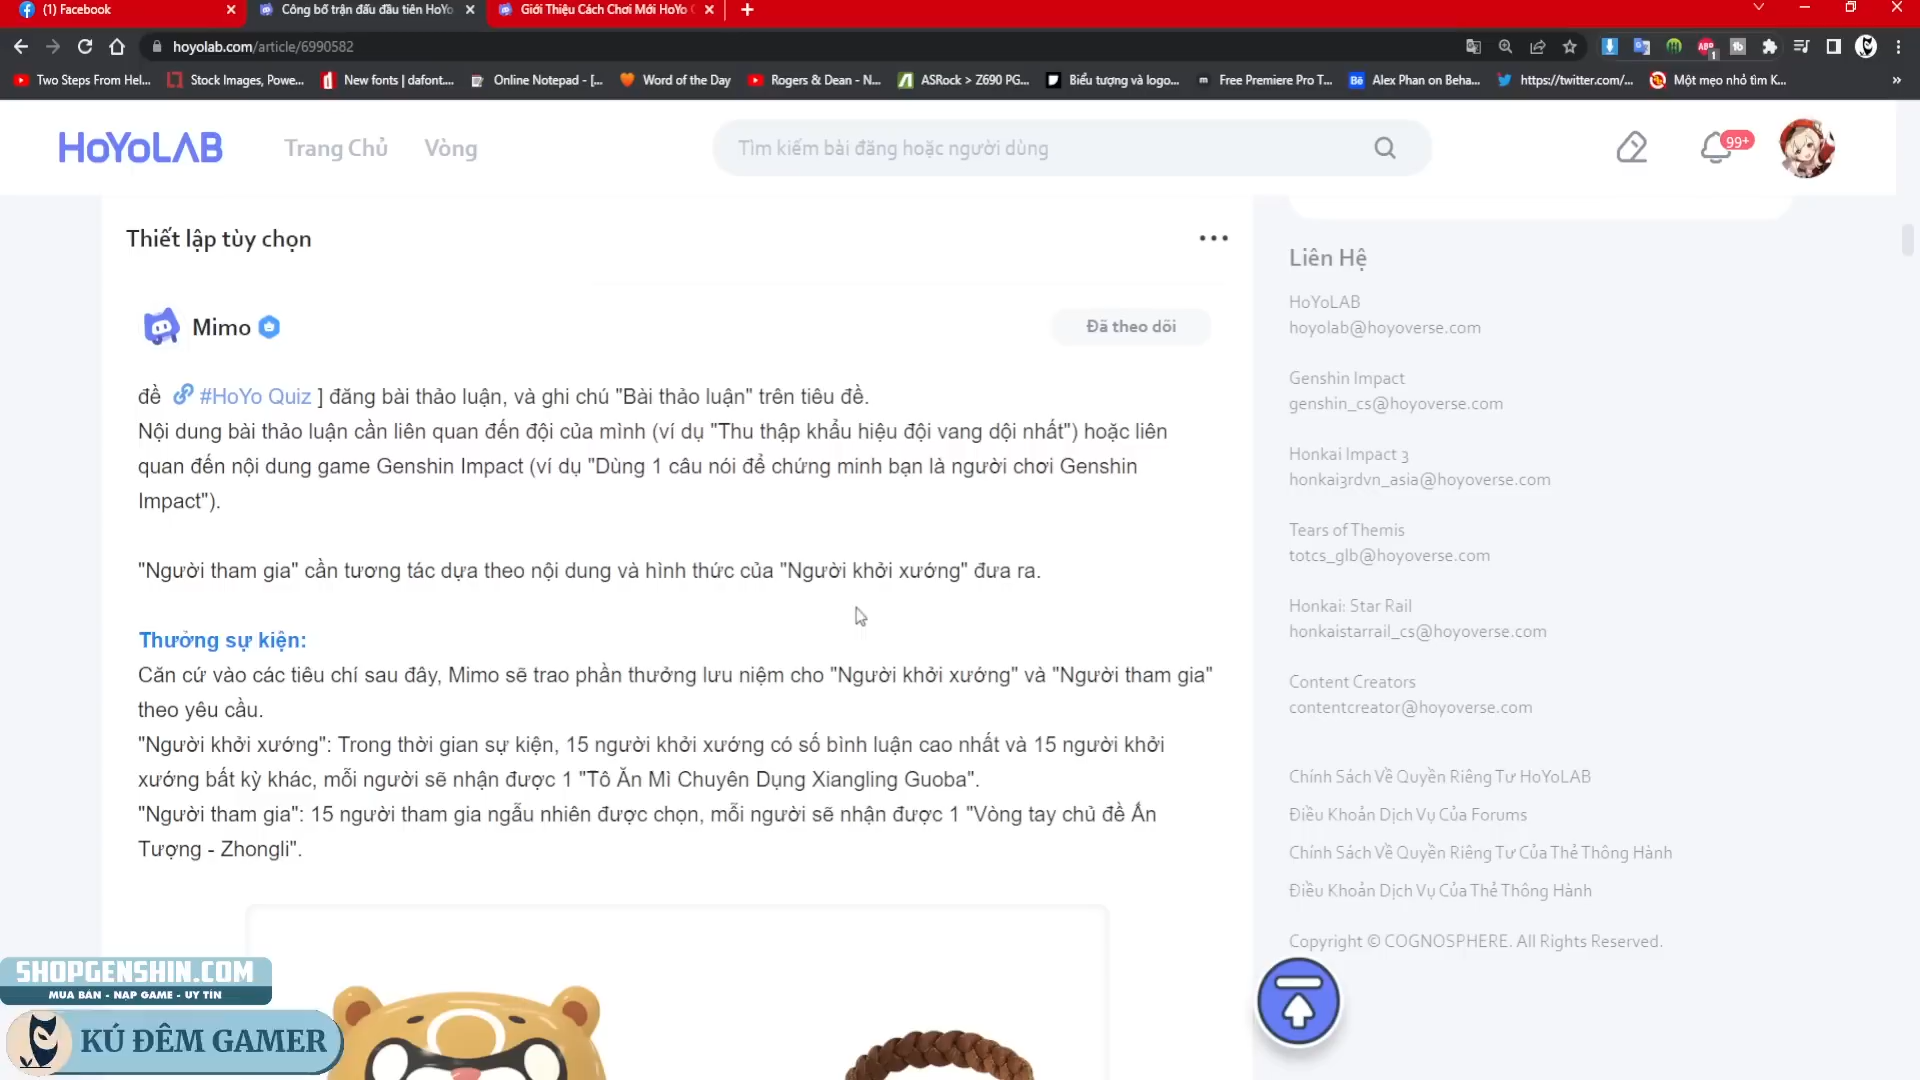 (1) Facebook
Công bố trận đấu đầu tiên HoYo
Giới Thiệu Cách Chơi Mới HoYo
hoyolab.com/article/6990582
Two Steps From Hel...
Stock Images, Powe...
New fonts | dafont....
Online Notepad - [...
Word of the Day
Rogers & Dean - N...
ASRock > Z690 PG...
Biểu tượng và logo...
Free Premiere Pro T...
Alex Phan on Beha...
https://twitter.com/...
Một mẹo nhỏ tìm K...
HoYoLAB
Trang Chủ
Vòng
Tìm kiếm bài đăng hoặc người dùng
99+
Thiết lập tùy chọn
Mimo
Đã theo dõi
đề #HoYo Quiz ] đăng bài thảo luận, và ghi chú "Bài thảo luận" trên tiêu đề.
Nội dung bài thảo luận cần liên quan đến đội của mình (ví dụ "Thu thập khẩu hiệu đội vang dội nhất") hoặc liên
quan đến nội dung game Genshin Impact (ví dụ "Dùng 1 câu nói để chứng minh bạn là người chơi Genshin
Impact").
"Người tham gia" cần tương tác dựa theo nội dung và hình thức của "Người khởi xướng" đưa ra.
Thưởng sự kiện:
Căn cứ vào các tiêu chí sau đây, Mimo sẽ trao phần thưởng lưu niệm cho "Người khởi xướng" và "Người tham gia"
theo yêu cầu.
"Người khởi xướng": Trong thời gian sự kiện, 15 người khởi xướng có số bình luận cao nhất và 15 người khởi
xướng bất kỳ khác, mỗi người sẽ nhận được 1 "Tô Ăn Mì Chuyên Dụng Xiangling Guoba".
"Người tham gia": 15 người tham gia ngẫu nhiên được chọn, mỗi người sẽ nhận được 1 "Vòng tay chủ đề Ấn
Tượng - Zhongli".
Liên Hệ
HoYoLAB
hoyolab@hoyoverse.com
Genshin Impact
genshin_cs@hoyoverse.com
Honkai Impact 3
honkai3rdvn_asia@hoyoverse.com
Tears of Themis
totcs_glb@hoyoverse.com
Honkai: Star Rail
honkaistarrail_cs@hoyoverse.com
Content Creators
contentcreator@hoyoverse.com
Chính Sách Về Quyền Riêng Tư HoYoLAB
Điều Khoản Dịch Vụ Của Forums
Chính Sách Về Quyền Riêng Tư Của Thẻ Thông Hành
Điều Khoản Dịch Vụ Của Thẻ Thông Hành
Copyright © COGNOSPHERE. All Rights Reserved.
SHOPGENSHIN.COM
MUA BÁN - NẠP GAME - UY TÍN
KÚ ĐÊM GAMER